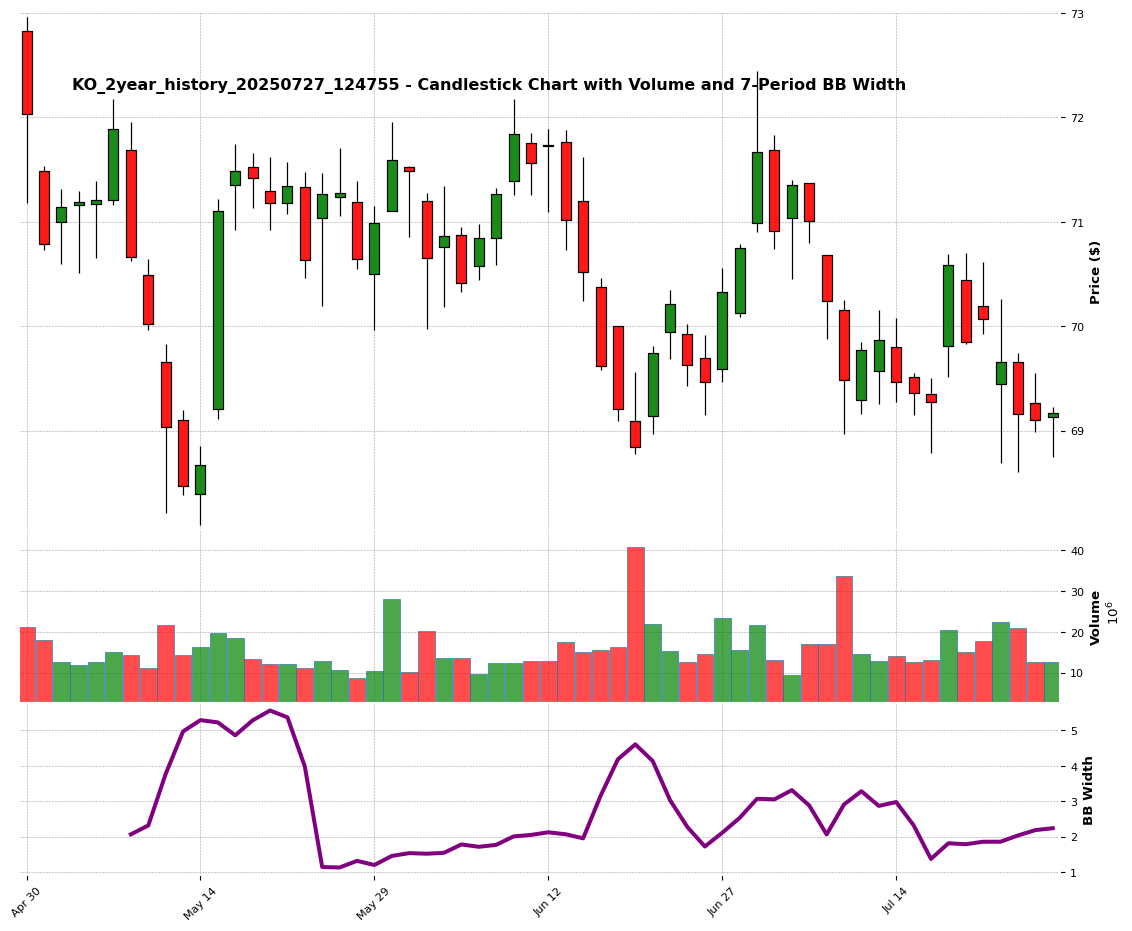 KO_2year_history_20250727_124755 - Candlestick Chart with Volume and 7-Period BB Width
73
72
71
70
69
Price ($)
40
30
20
10
Volume
10^6
5
4
3
2
1
BB Width
Apr 30
May 14
May 29
Jun 12
Jun 27
Jul 14